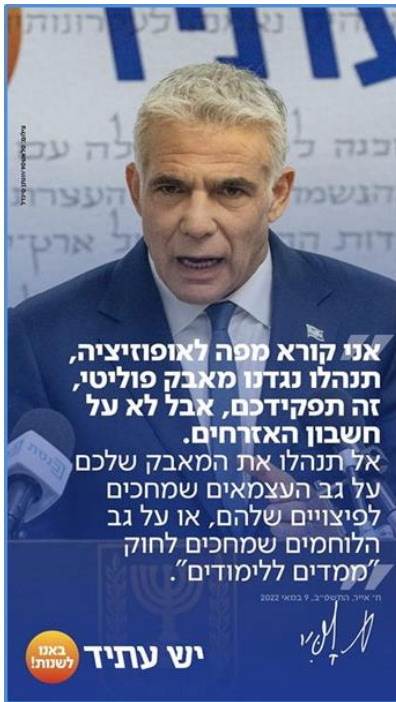 צילום:
אני קורא מפה לאופוזיציה,
תנהלו נגדנו מאבק פוליטי,
זה תפקידכם, אבל לא על
חשבון האזרחים.
אל תנהלו את המאבק שלכם
על גב העצמאים שמחכים
לפיצויים שלהם, או על גב
הלוחמים שמחכים לחוק
"ממדים ללימודים".
ח׳ אייר, התשפ״ב, 9 במאי 2022
יש עתיד
באנו
לשנות!